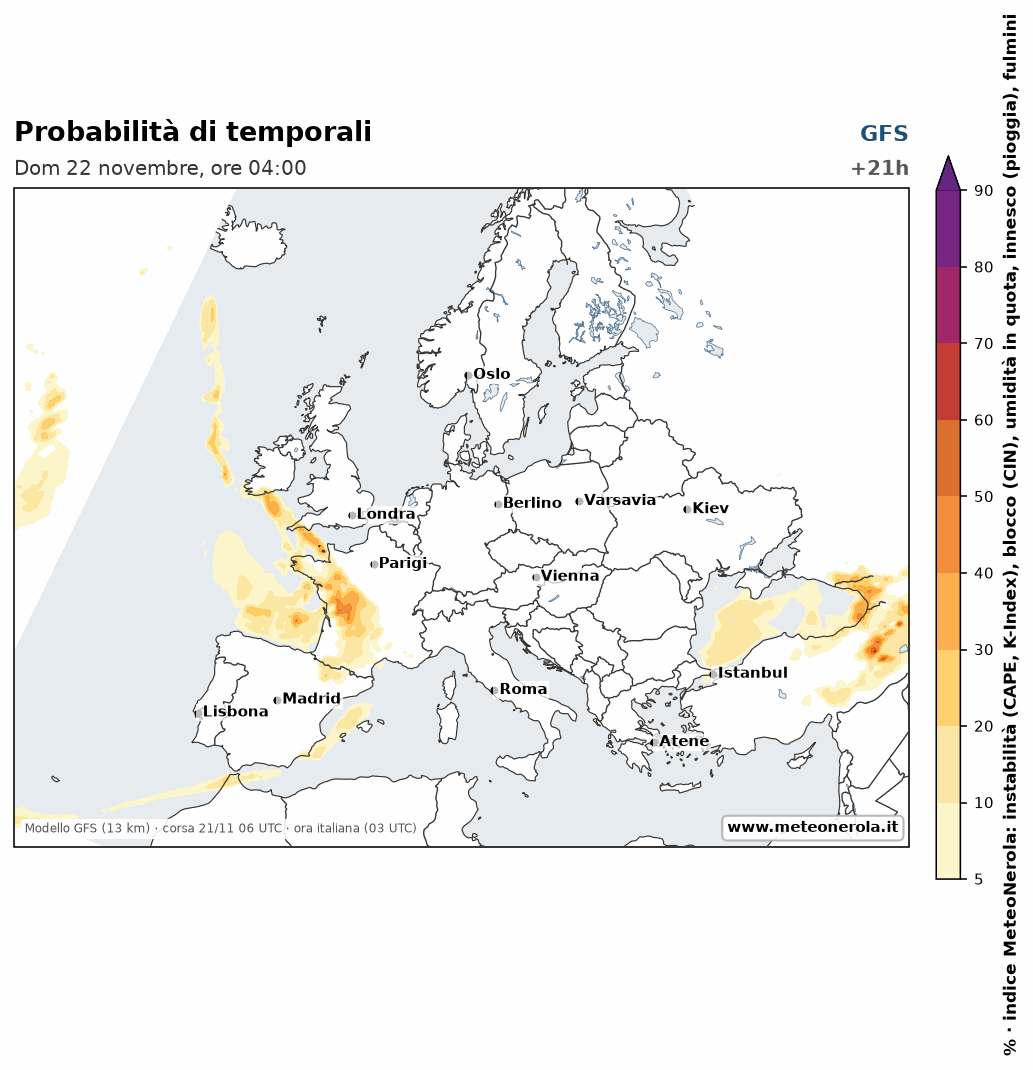 Probabilità di temporali
GFS
Dom 22 novembre, ore 04:00
+21h
Oslo
Londra
Berlino
Varsavia
Kiev
Parigi
Vienna
Istanbul
Roma
Madrid
Lisbona
Atene
Modello GFS (13 km) · corsa 21/11 06 UTC · ora italiana (03 UTC)
www.meteonerola.it
90
80
70
60
50
40
30
20
10
5
% · indice MeteoNerola: instabilità (CAPE, K-Index), blocco (CIN), umidità in quota, innesco (pioggia), fulmini